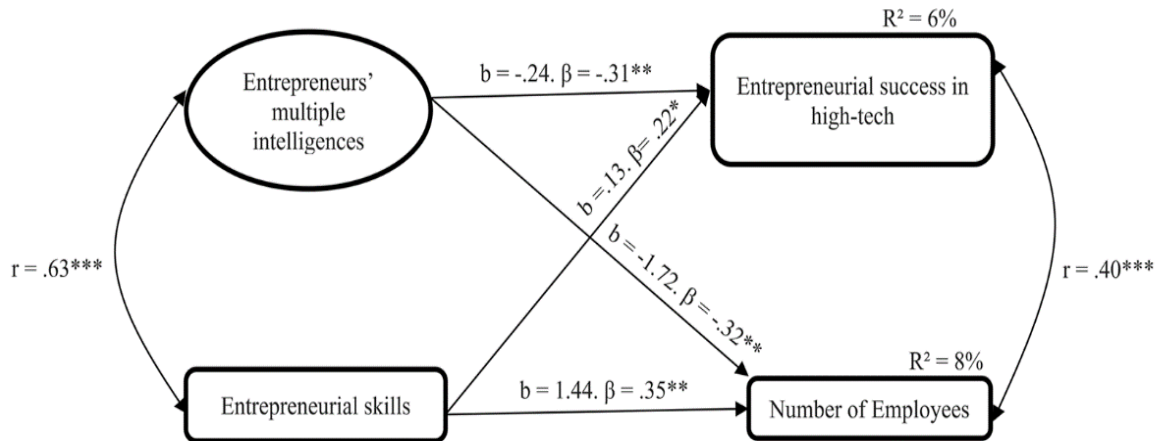 R² = 6%
Entrepreneurs’
multiple
intelligences
b = -.24. β = -.31**
Entrepreneurial success in
high-tech
b =.13. β= .22*
b = -1.72. β = -.32**
r = .63***
r = .40***
R² = 8%
Entrepreneurial skills
b = 1.44. β = .35**
Number of Employees